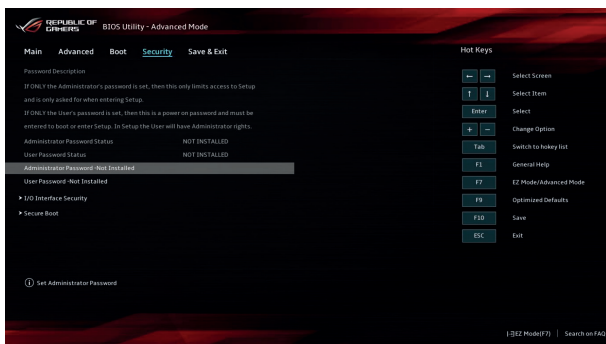 REPUBLIC OF
GAMERS
BIOS Utility - Advanced Mode
Main Advanced Boot Security Save & Exit
Hot Keys
Password Description
If ONLY the Administrator's password is set, then this only limits access to Setup
and is only asked for when entering Setup.
If ONLY the User's password is set, then this is a power on password and must be
entered to boot or enter Setup. In Setup the User will have Administrator rights.
Administrator Password Status NOT INSTALLED
User Password Status NOT INSTALLED
Administrator Password -Not Installed
User Password -Not Installed
> I/O Interface Security
> Secure Boot
← → Select Screen
↑ ↓ Select Item
Enter Select
+ − Change Option
Tab Switch to hokey list
F1 General Help
F7 EZ Mode/Advanced Mode
F9 Optimized Defaults
F10 Save
ESC Exit
i Set Administrator Password
EZ Mode(F7) | Search on FAQ